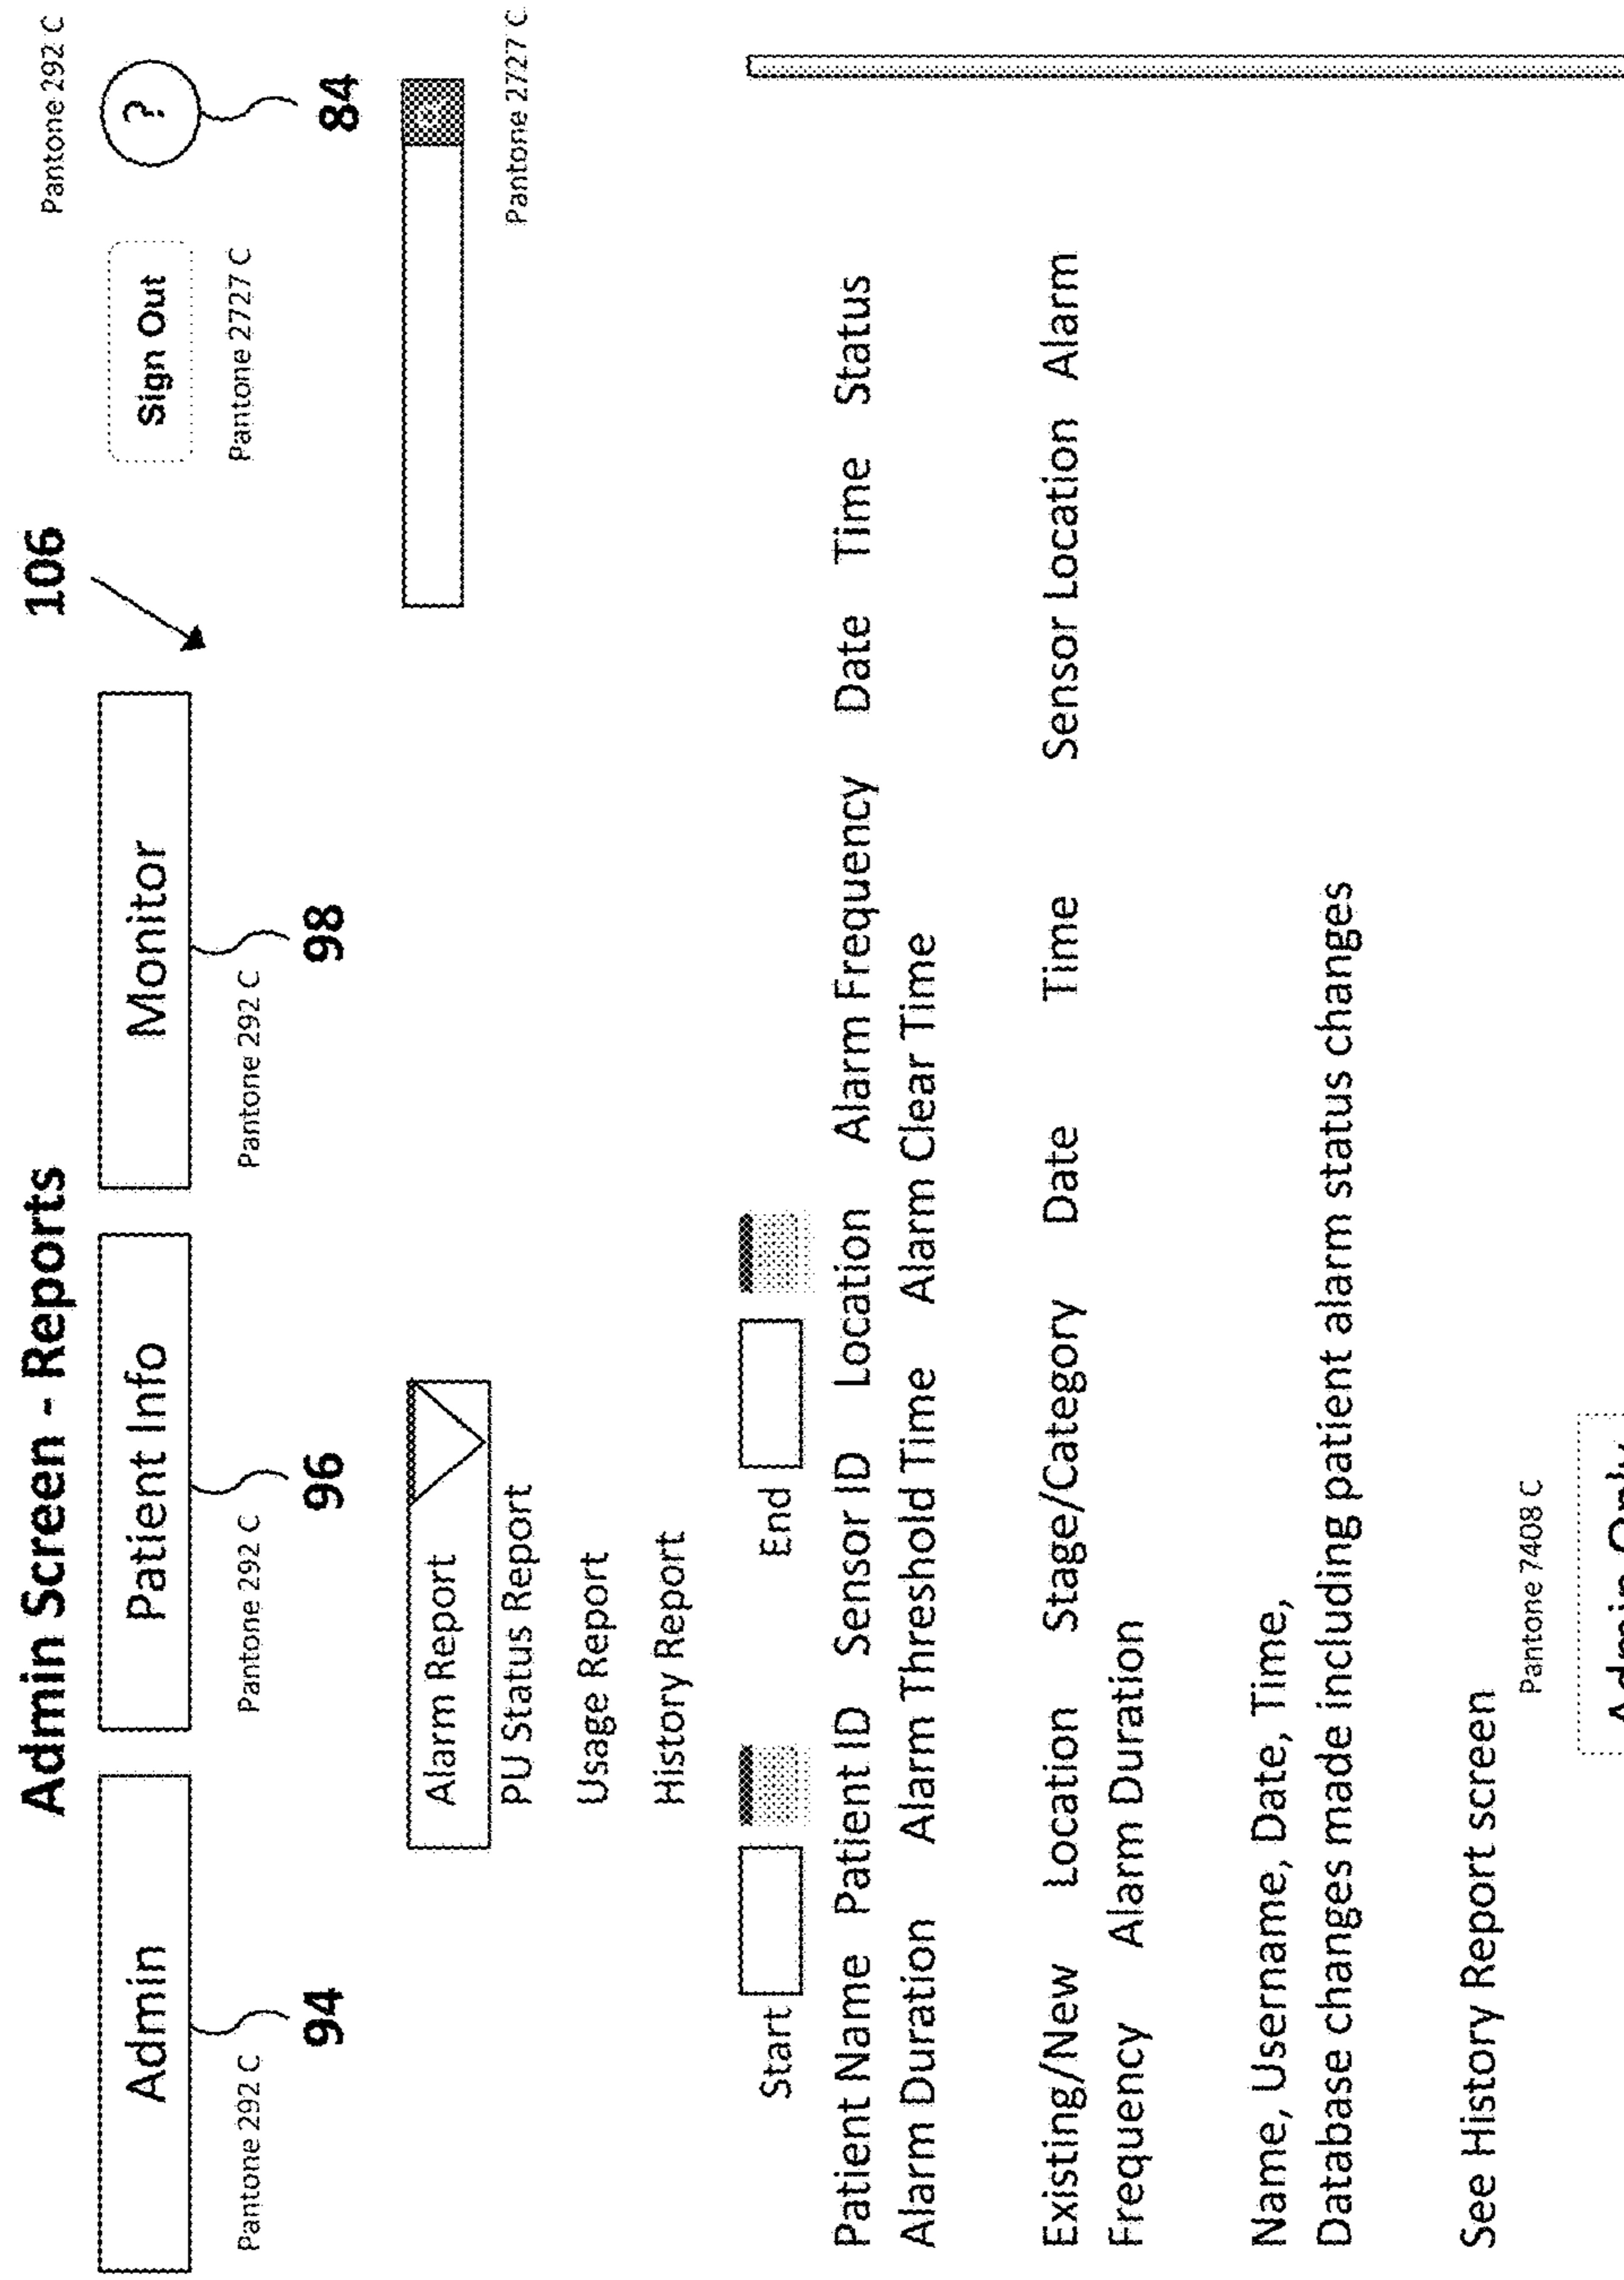 Admin Screen - Reports
106
Pantone 292 C
Admin
Patient Info
Monitor
Sign Out
?
Pantone 292 C
Pantone 292 C
Pantone 292 C
Pantone 2727 C
94
96
98
84
Alarm Report
PU Status Report
Pantone 2727 C
Usage Report
History Report
Start
End
Patient Name Patient ID Sensor ID Location Alarm Frequency Date Time Status
Alarm Duration Alarm Threshold Time Alarm Clear Time
Existing/New Location Stage/Category Date Time Sensor Location Alarm
Frequency Alarm Duration
Name, Username, Date, Time,
Database changes made including patient alarm status changes
See History Report screen
Pantone 7408 C
Admin Only